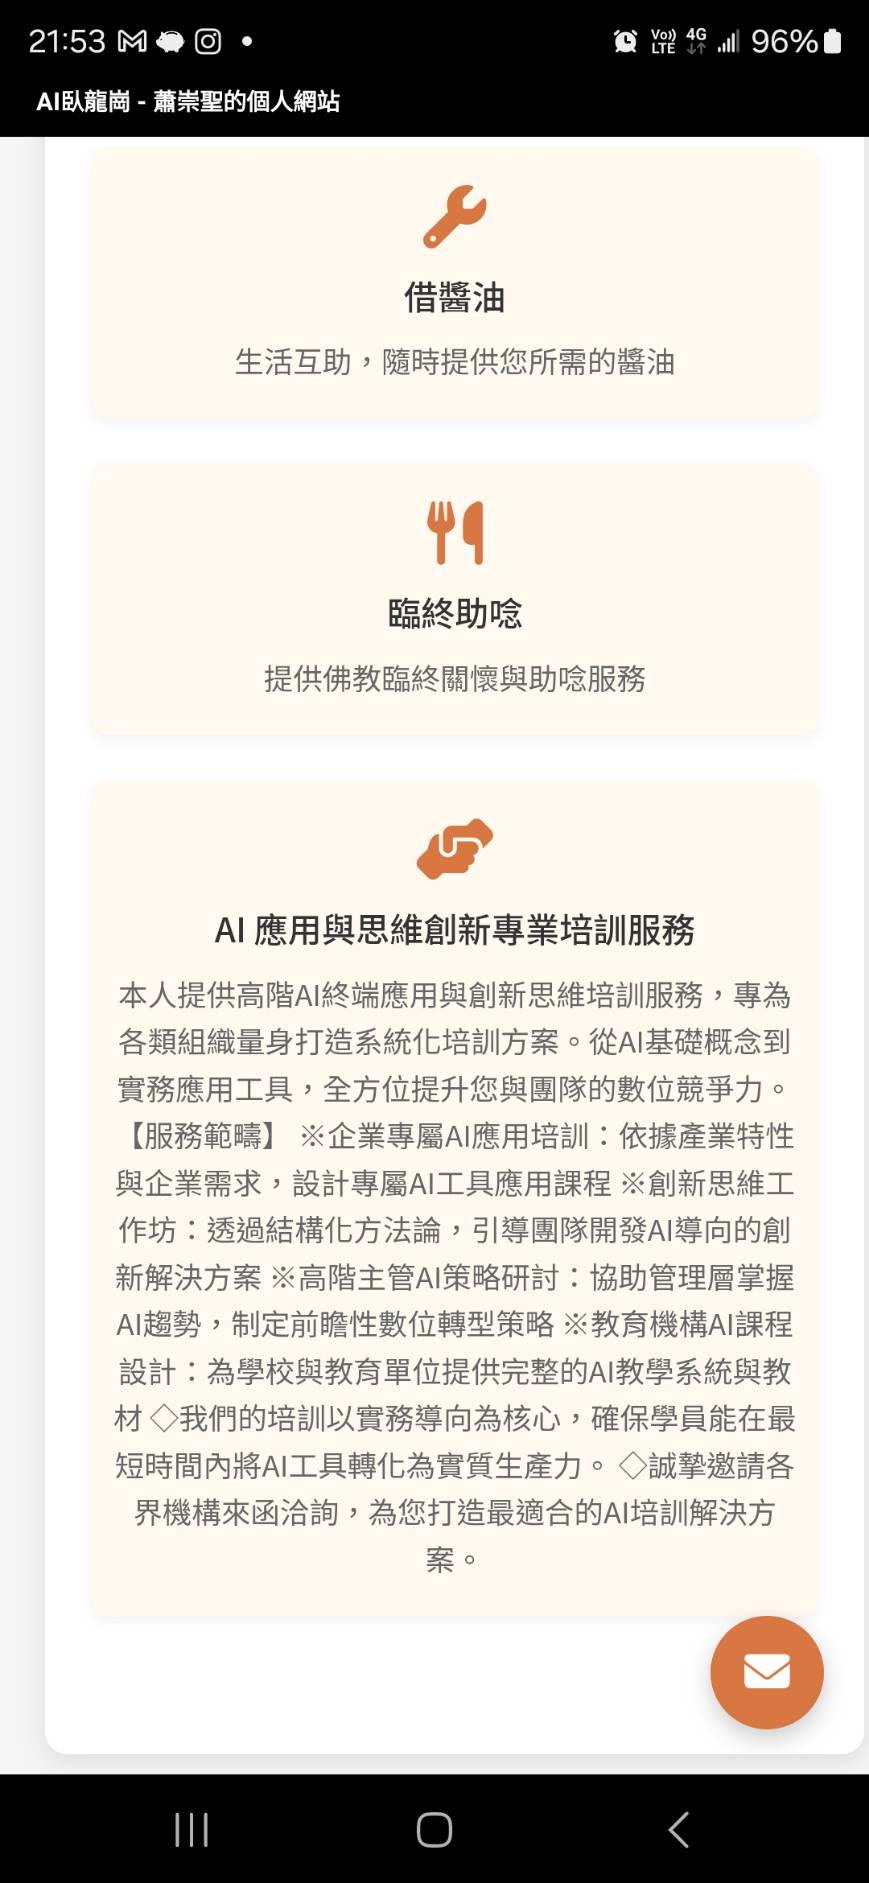 21:53
Vo))
LTE
4G
96%
AI臥龍崗 - 蕭崇聖的個人網站
借醬油
生活互助，隨時提供您所需的醬油
臨終助唸
提供佛教臨終關懷與助唸服務
AI 應用與思維創新專業培訓服務
本人提供高階AI終端應用與創新思維培訓服務，專為
各類組織量身打造系統化培訓方案。從AI基礎概念到
實務應用工具，全方位提升您與團隊的數位競爭力。
【服務範疇】 ※企業專屬AI應用培訓：依據產業特性
與企業需求，設計專屬AI工具應用課程 ※創新思維工
作坊：透過結構化方法論，引導團隊開發AI導向的創
新解決方案 ※高階主管AI策略研討：協助管理層掌握
AI趨勢，制定前瞻性數位轉型策略 ※教育機構AI課程
設計：為學校與教育單位提供完整的AI教學系統與教
材 ◇我們的培訓以實務導向為核心，確保學員能在最
短時間內將AI工具轉化為實質生產力。 ◇誠摯邀請各
界機構來函洽詢，為您打造最適合的AI培訓解決方
案。